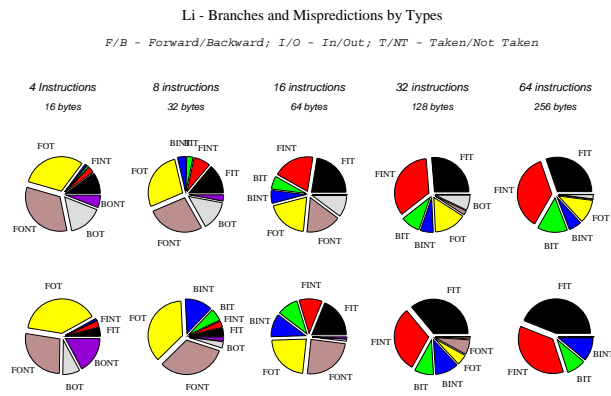 Li - Branches and Mispredictions by Types
F/B - Forward/Backward; I/O - In/Out; T/NT - Taken/Not Taken
4 Instructions 8 instructions 16 instructions 32 instructions 64 instructions
16 bytes 32 bytes 64 bytes 128 bytes 256 bytes
FOT FINT BONT BOT FONT
BINT BIT FINT FIT BOT FONT FOT
FINT FIT BOT FONT FOT BINT BIT
FINT FIT BOT FOT BINT BIT
FINT FIT FOT BINT BIT
FOT FINT FIT BONT BOT FONT
BINT BIT FINT FIT BOT FONT FOT
FINT FIT FONT FOT BINT BIT
FIT FONT FOT BINT BIT FINT
FIT BINT BIT FINT